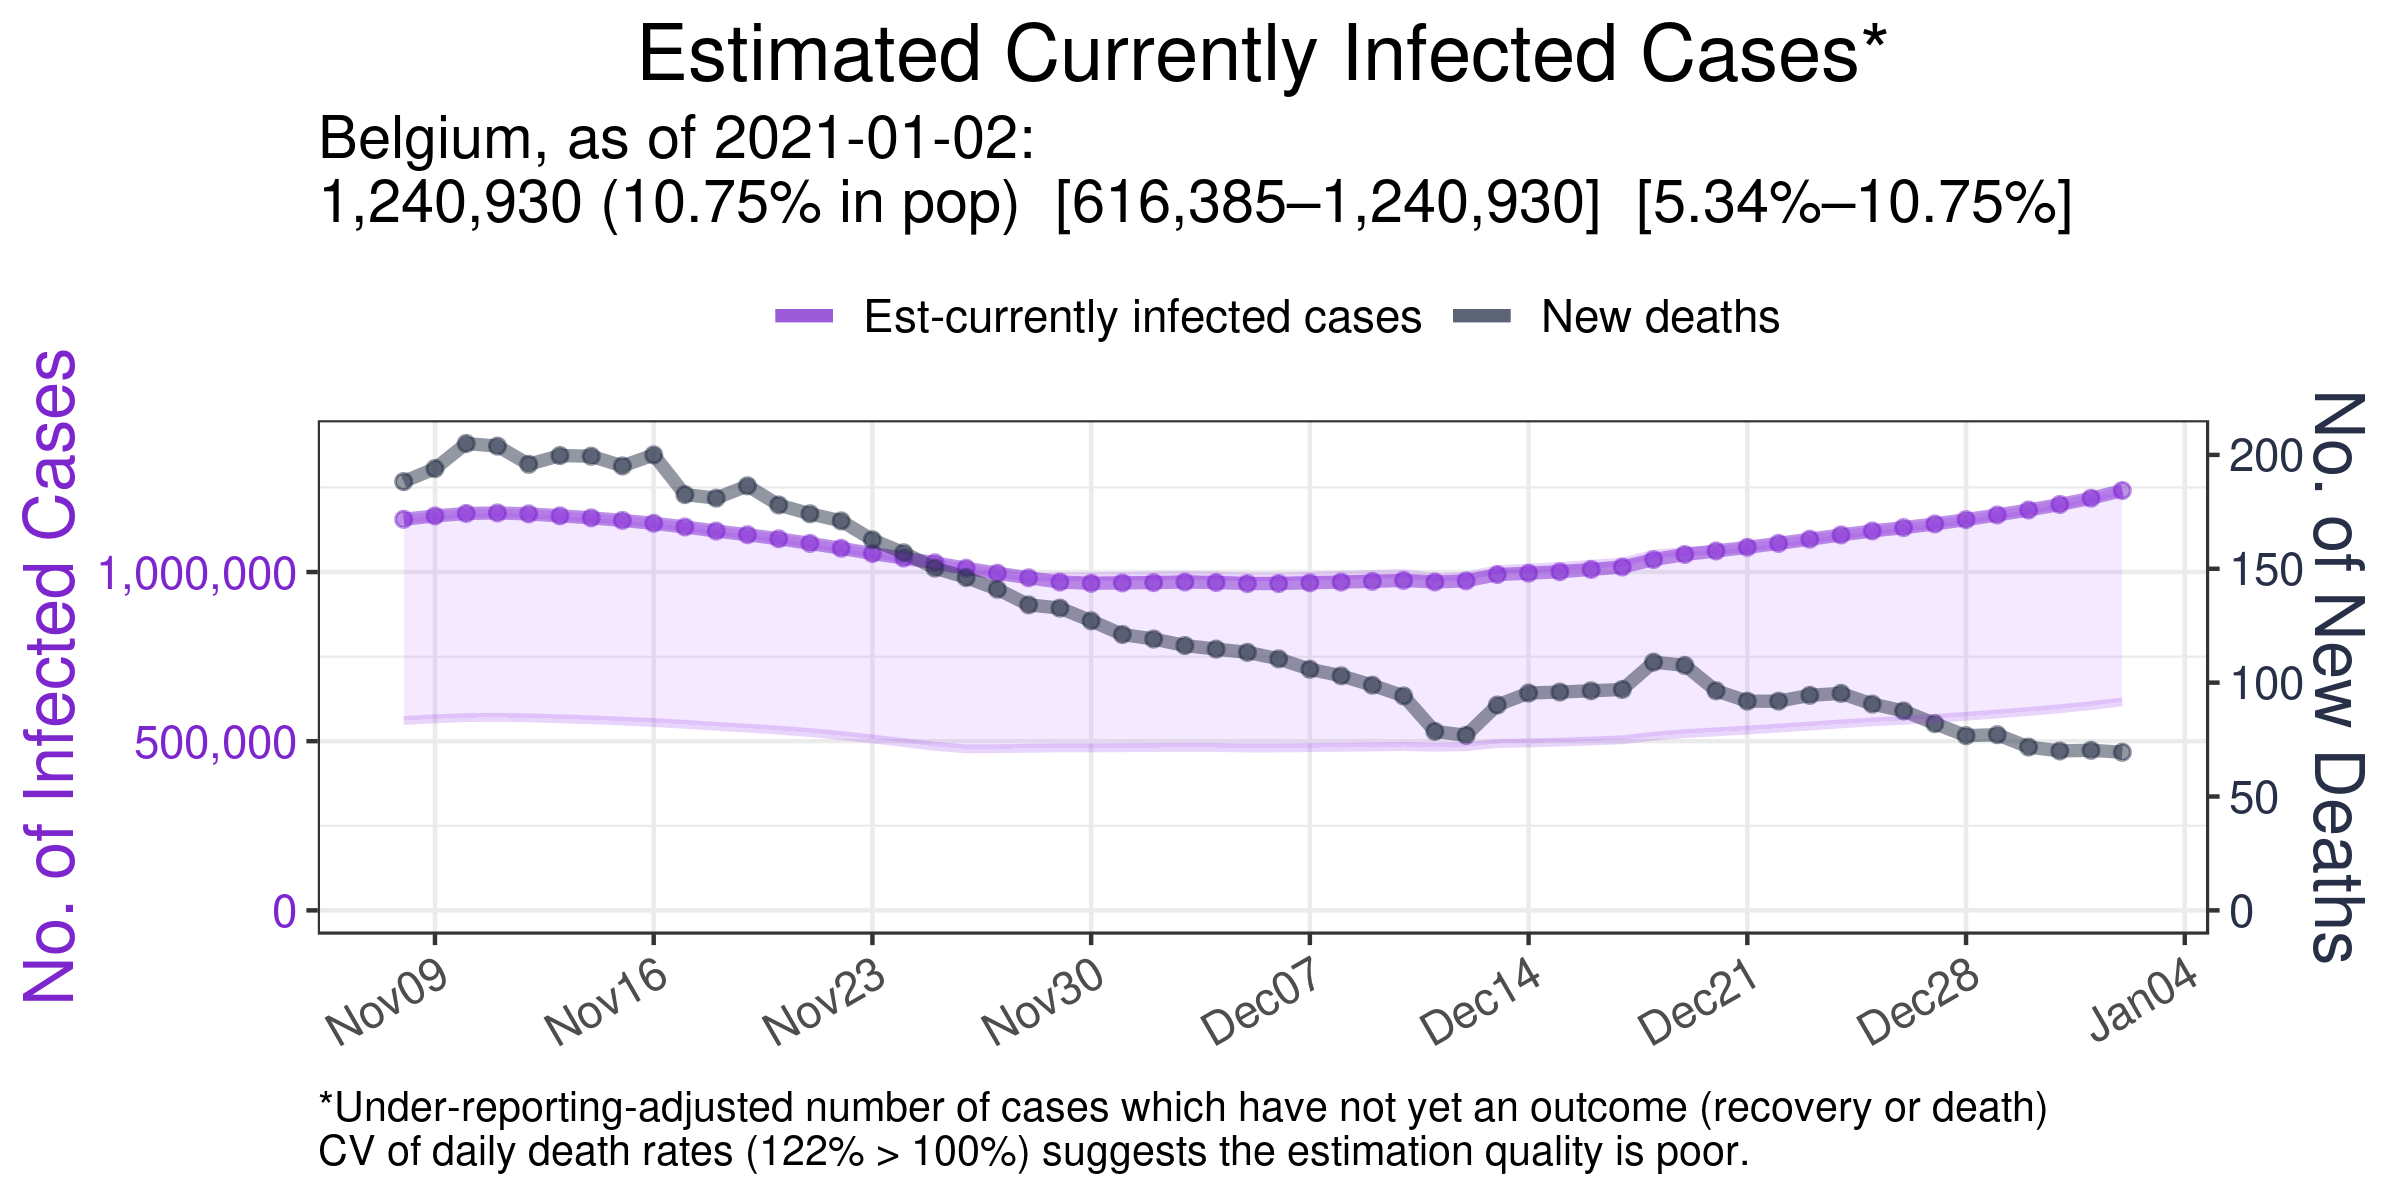 Estimated Currently Infected Cases*
Belgium, as of 2021-01-02:
1,240,930 (10.75% in pop)  [616,385–1,240,930]  [5.34%–10.75%]
Est-currently infected cases
New deaths
No. of Infected Cases
1,000,000
500,000
0
No. of New Deaths
200
150
100
50
0
Nov09
Nov16
Nov23
Nov30
Dec07
Dec14
Dec21
Dec28
Jan04
*Under-reporting-adjusted number of cases which have not yet an outcome (recovery or death)
CV of daily death rates (122% > 100%) suggests the estimation quality is poor.